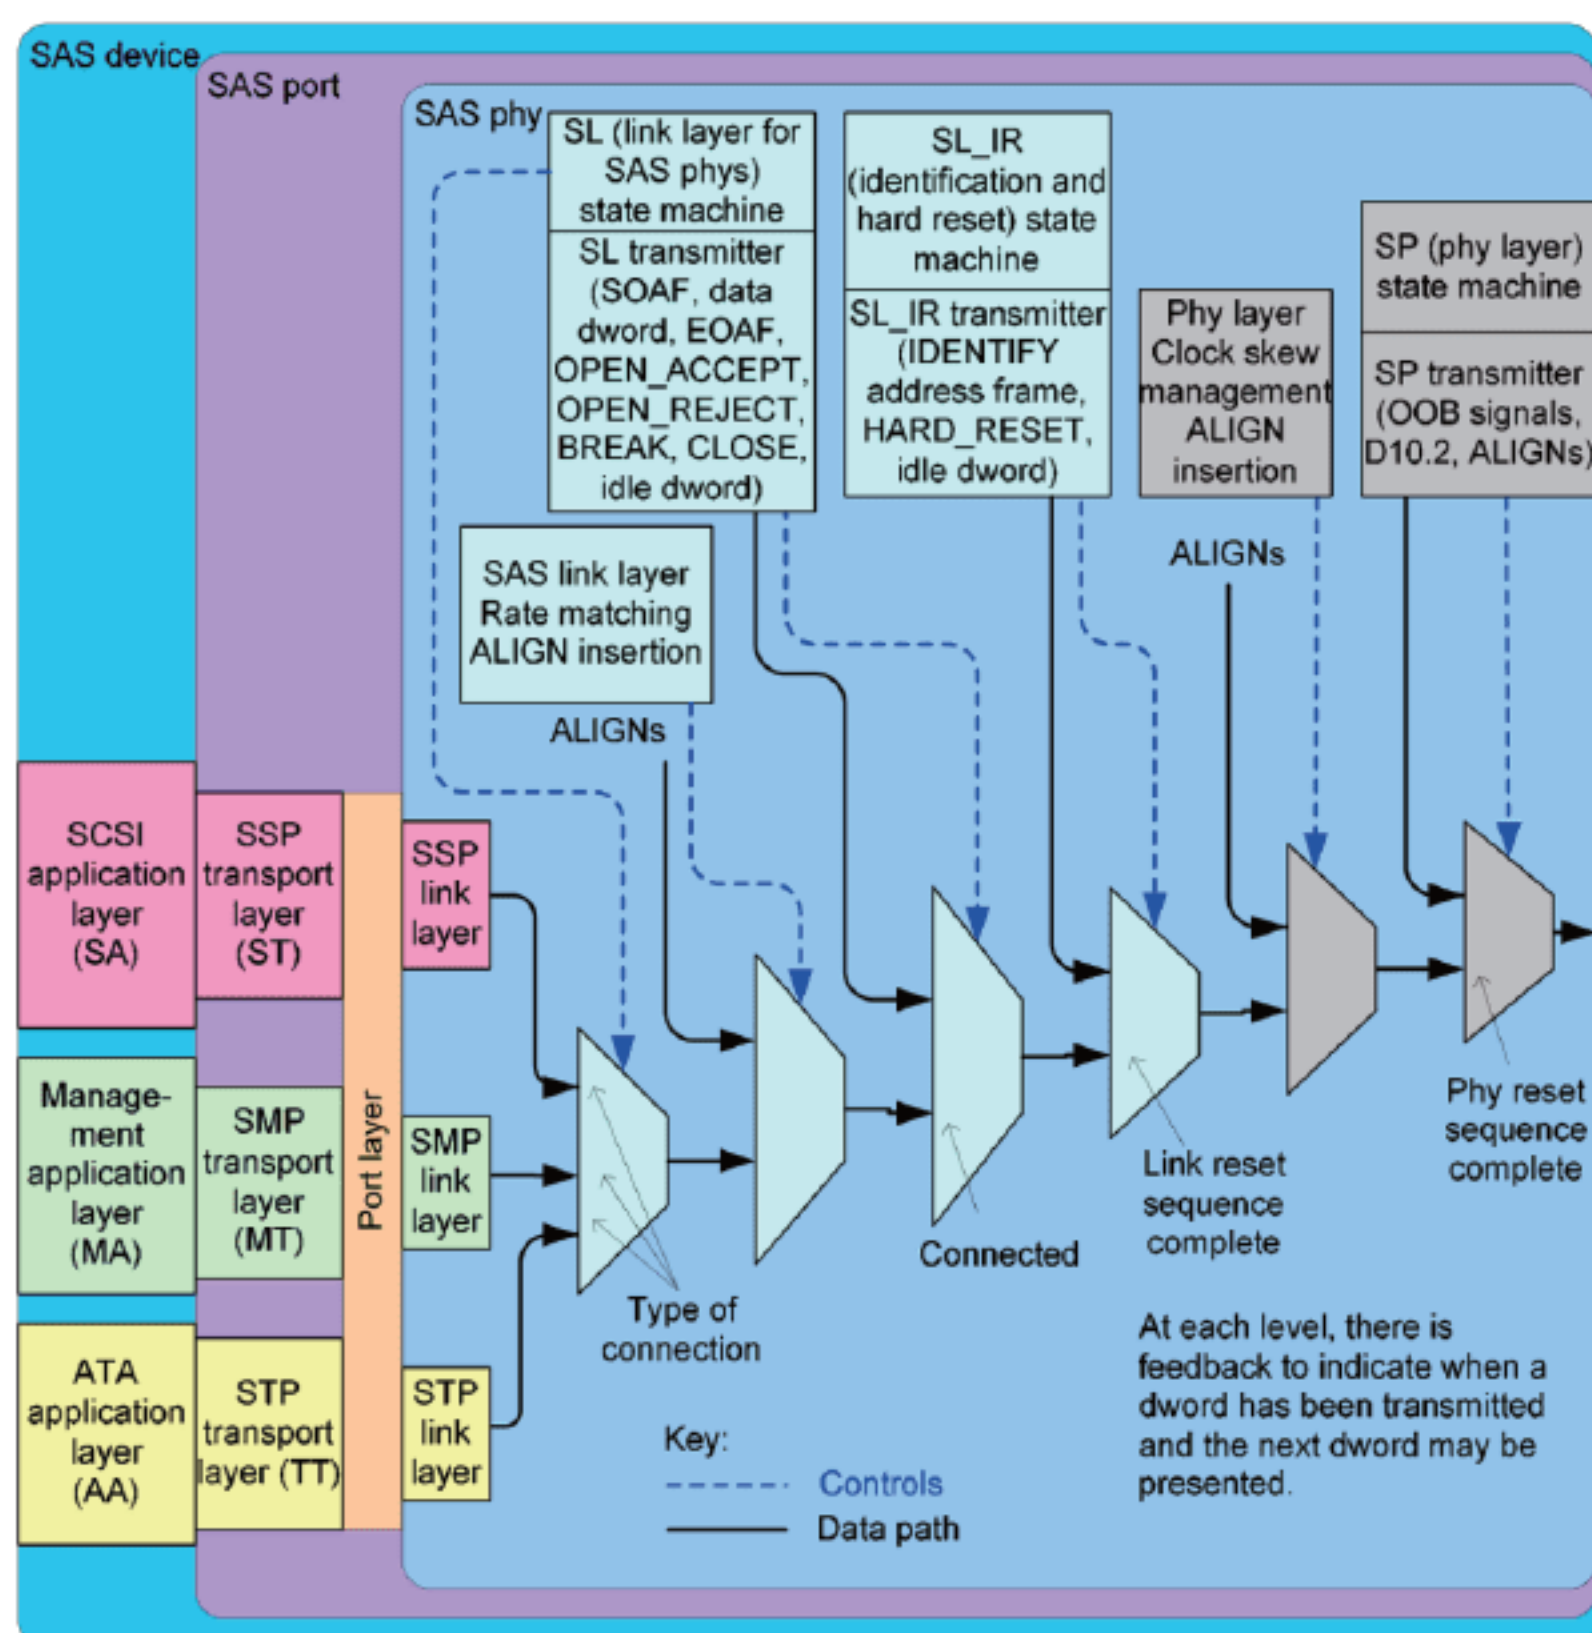 SAS device
SAS port
SAS phy
SL (link layer for
SAS phys)
state machine
SL transmitter
(SOAF, data
dword, EOAF,
OPEN_ACCEPT,
OPEN_REJECT,
BREAK, CLOSE,
idle dword)
SL_IR
(identification and
hard reset) state
machine
SL_IR transmitter
(IDENTIFY
address frame,
HARD_RESET,
idle dword)
Phy layer
Clock skew
management
ALIGN
insertion
SP (phy layer)
state machine
SP transmitter
(OOB signals,
D10.2, ALIGNs)
SAS link layer
Rate matching
ALIGN insertion
ALIGNs
ALIGNs
SCSI
application
layer
(SA)
SSP
transport
layer
(ST)
SSP
link
layer
Manage-
ment
application
layer
(MA)
SMP
transport
layer
(MT)
Port layer
SMP
link
layer
ATA
application
layer
(AA)
STP
transport
layer (TT)
STP
link
layer
Type of
connection
Connected
Link reset
sequence
complete
Phy reset
sequence
complete
At each level, there is
feedback to indicate when a
dword has been transmitted
and the next dword may be
presented.
Key:
Controls
Data path